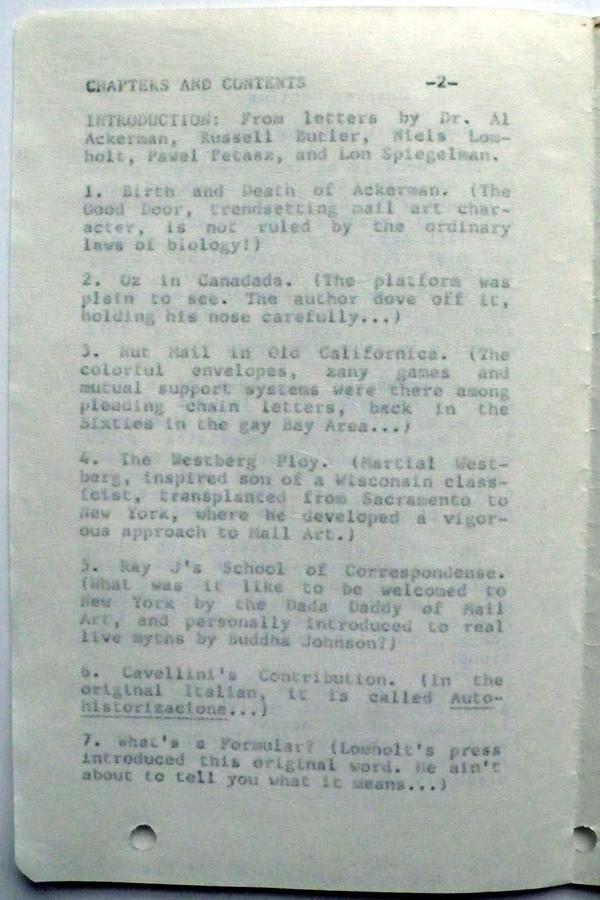 CHAPTERS AND CONTENTS -2-
INTRODUCTION: From letters by Dr. Al
Ackerman, Russell Butler, Niels Lom-
holt, Pawel Petasz, and Lon Spiegelman.
1. Birth and Death of Ackerman. (The
Good Door, trendsetting mail art char-
acter, is not ruled by the ordinary
laws of biology!)
2. Oz in Canadada. (The platform was
plain to see. The author dove off it,
holding his nose carefully...)
3. Nut Mail in Old Californica. (The
colorful envelopes, zany games and
mutual support systems were there among
pleading chain letters, back in the
Sixties in the gay Bay Area...)
4. The Westberg Ploy. (Martial West-
berg, inspired son of a Wisconsin class-
icist, transplanted from Sacramento to
New York, where he developed a vigor-
ous approach to Mail Art.)
5. Ray J's School of Correspondense.
(What was it like to be welcomed to
New York by the Dada Daddy of Mail
Art, and personally introduced to real
live myths by Buddha Johnson?)
6. Cavellini's Contribution. (In the
original Italian, it is called Auto-
historizacione...)
7. What's a Formular? (Lomholt's press
introduced this original word. He ain't
about to tell you what it means...)